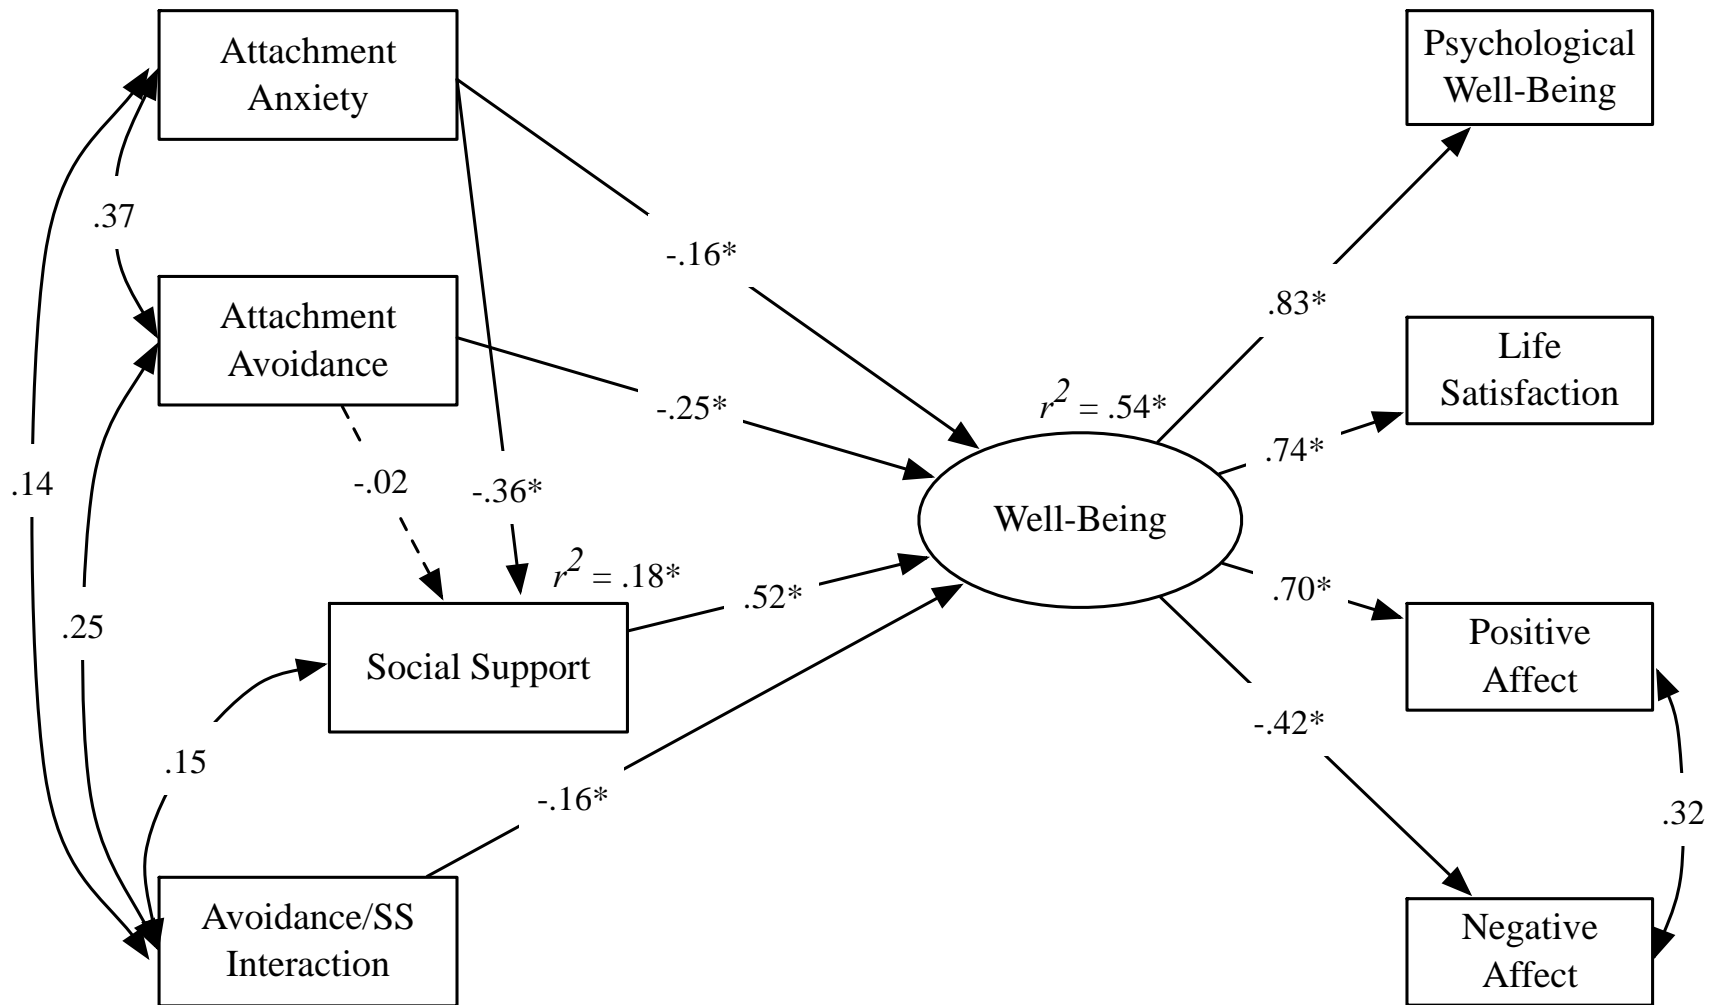 Attachment
Anxiety
Psychological
Well-Being
.37
-.16*
.83*
Attachment
Avoidance
Life
Satisfaction
-.25*
r² = .54*
.74*
.14
-.02
-.36*
Well-Being
r² = .18*
.52*
.70*
.25
Social Support
Positive
Affect
-.42*
.15
-.16*
.32
Avoidance/SS
Interaction
Negative
Affect